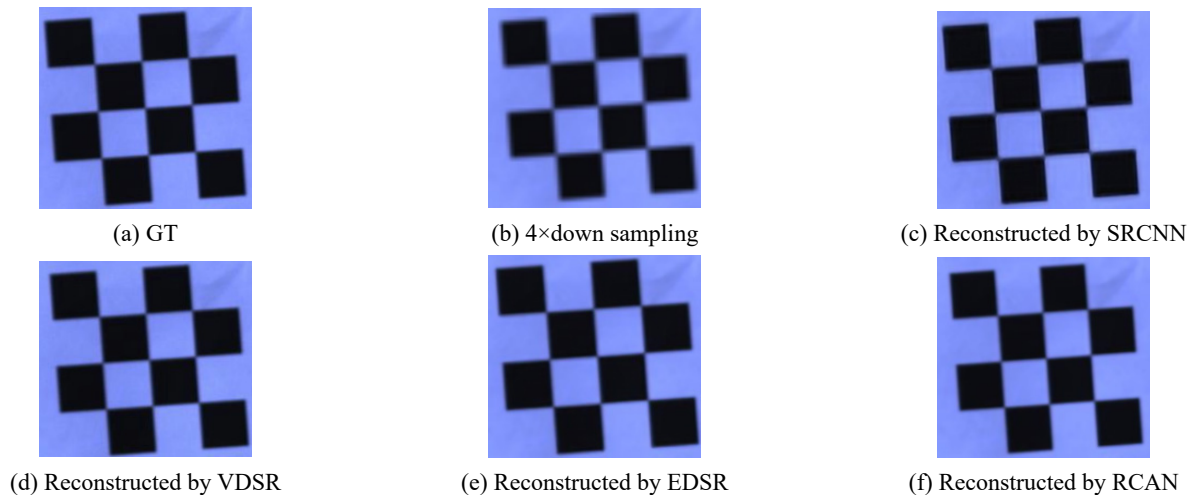 (a) GT
(b) 4×down sampling
(c) Reconstructed by SRCNN
(d) Reconstructed by VDSR
(e) Reconstructed by EDSR
(f) Reconstructed by RCAN